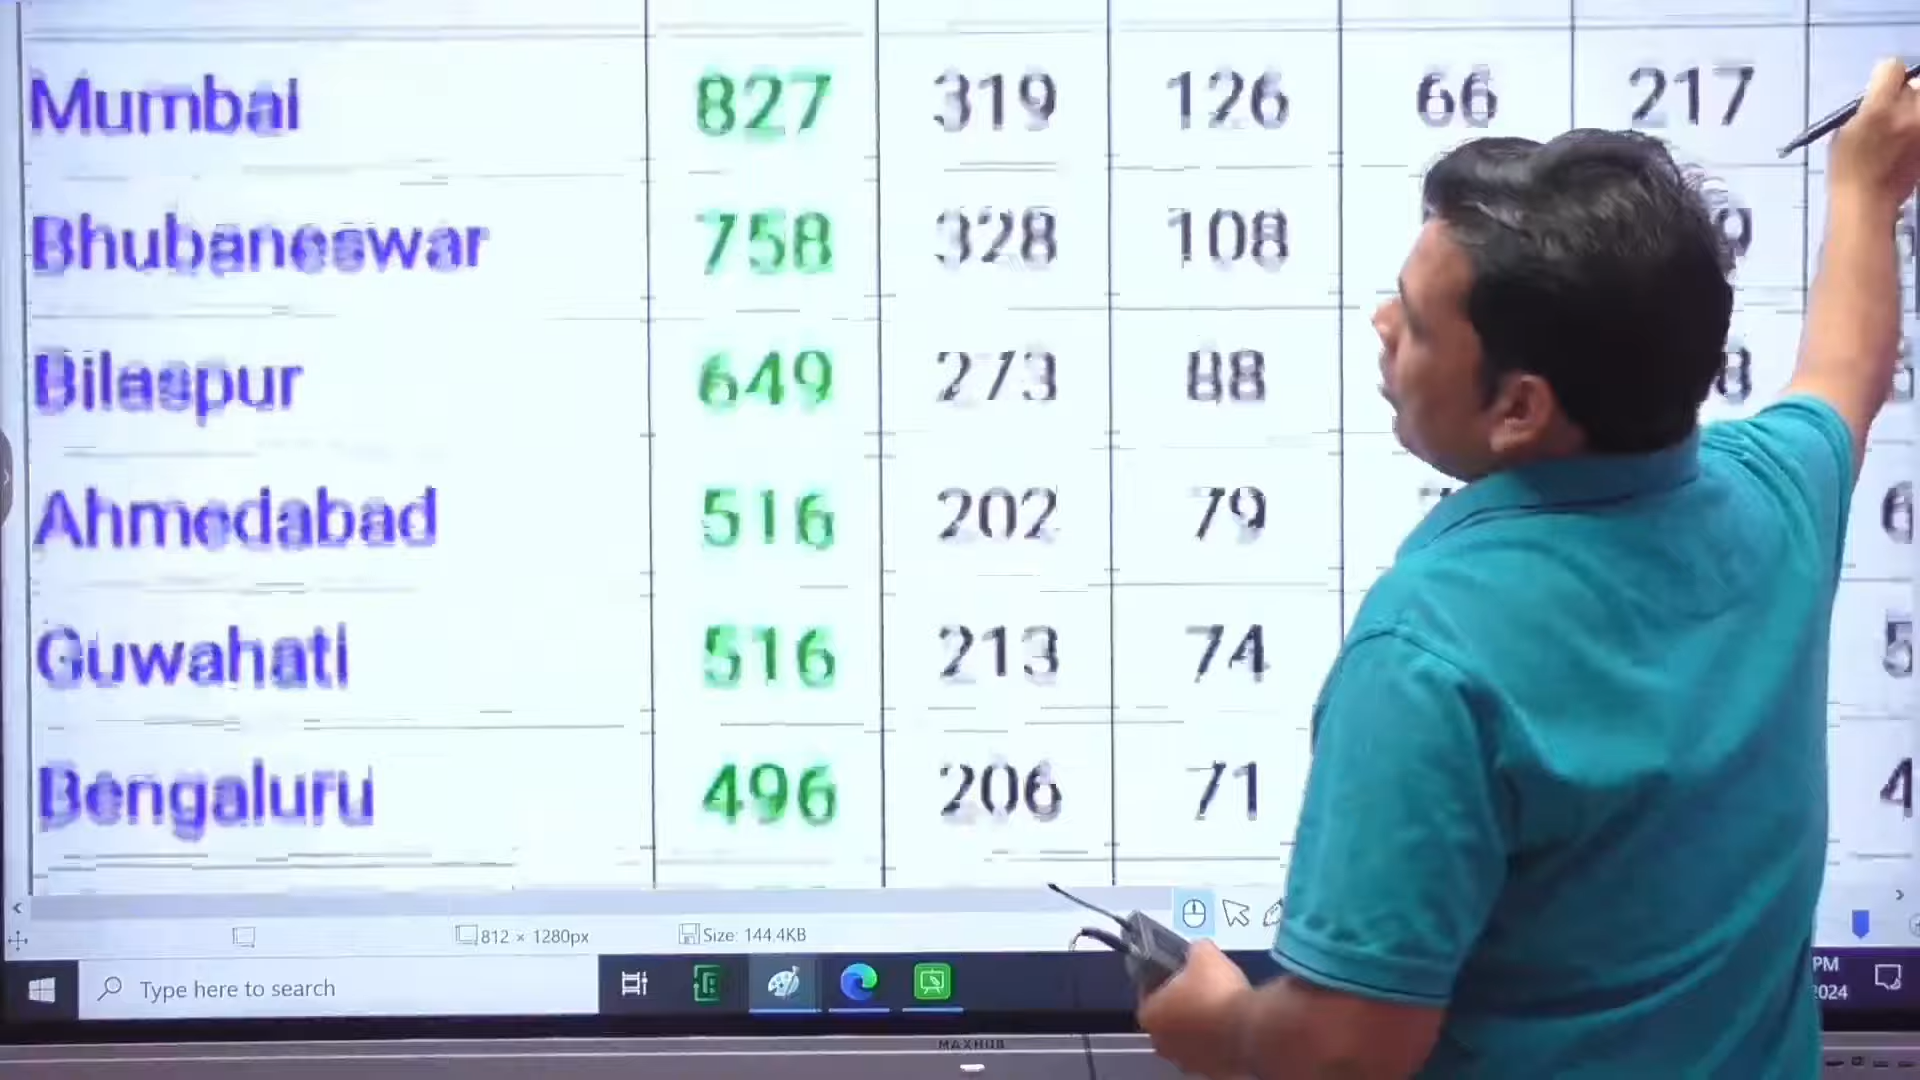 Mumbai 827 319 126 66 217
Bhubaneswar 758 328 108
Bilaspur 649 273 88
Ahmedabad 516 202 79
Guwahati 516 213 74
Bengaluru 496 206 71
812 × 1280px Size: 144.4KB
Type here to search
PM
2024
MAXHUB